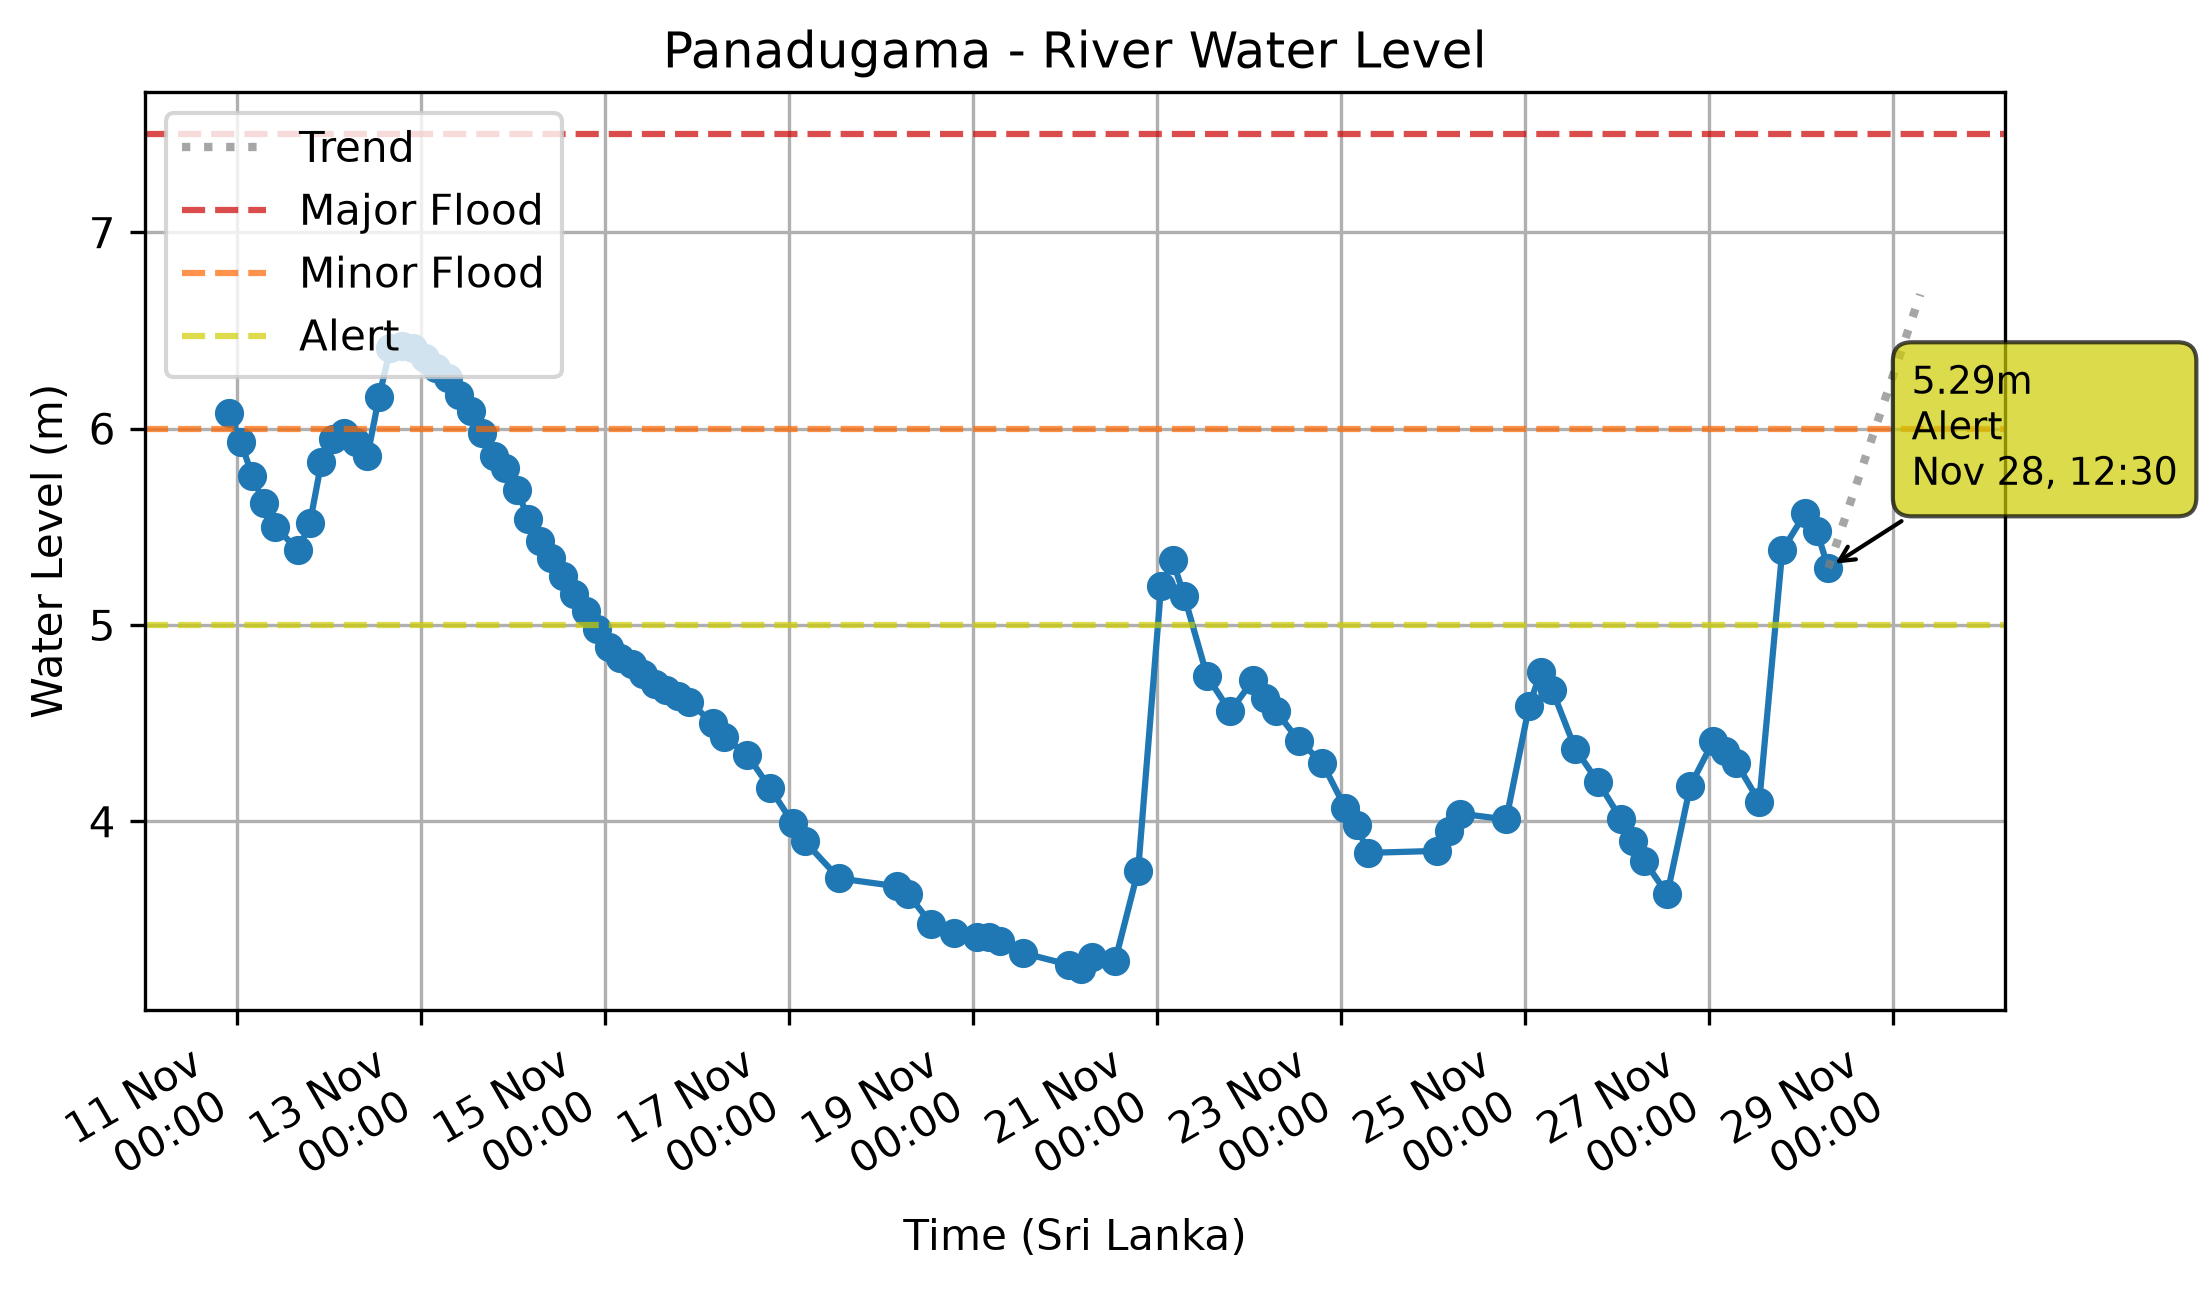 Panadugama - River Water Level
Trend
Major Flood
Minor Flood
Alert
7
6
5
4
Water Level (m)
5.29m
Alert
Nov 28, 12:30
11 Nov
00:00
13 Nov
00:00
15 Nov
00:00
17 Nov
00:00
19 Nov
00:00
21 Nov
00:00
23 Nov
00:00
25 Nov
00:00
27 Nov
00:00
29 Nov
00:00
Time (Sri Lanka)